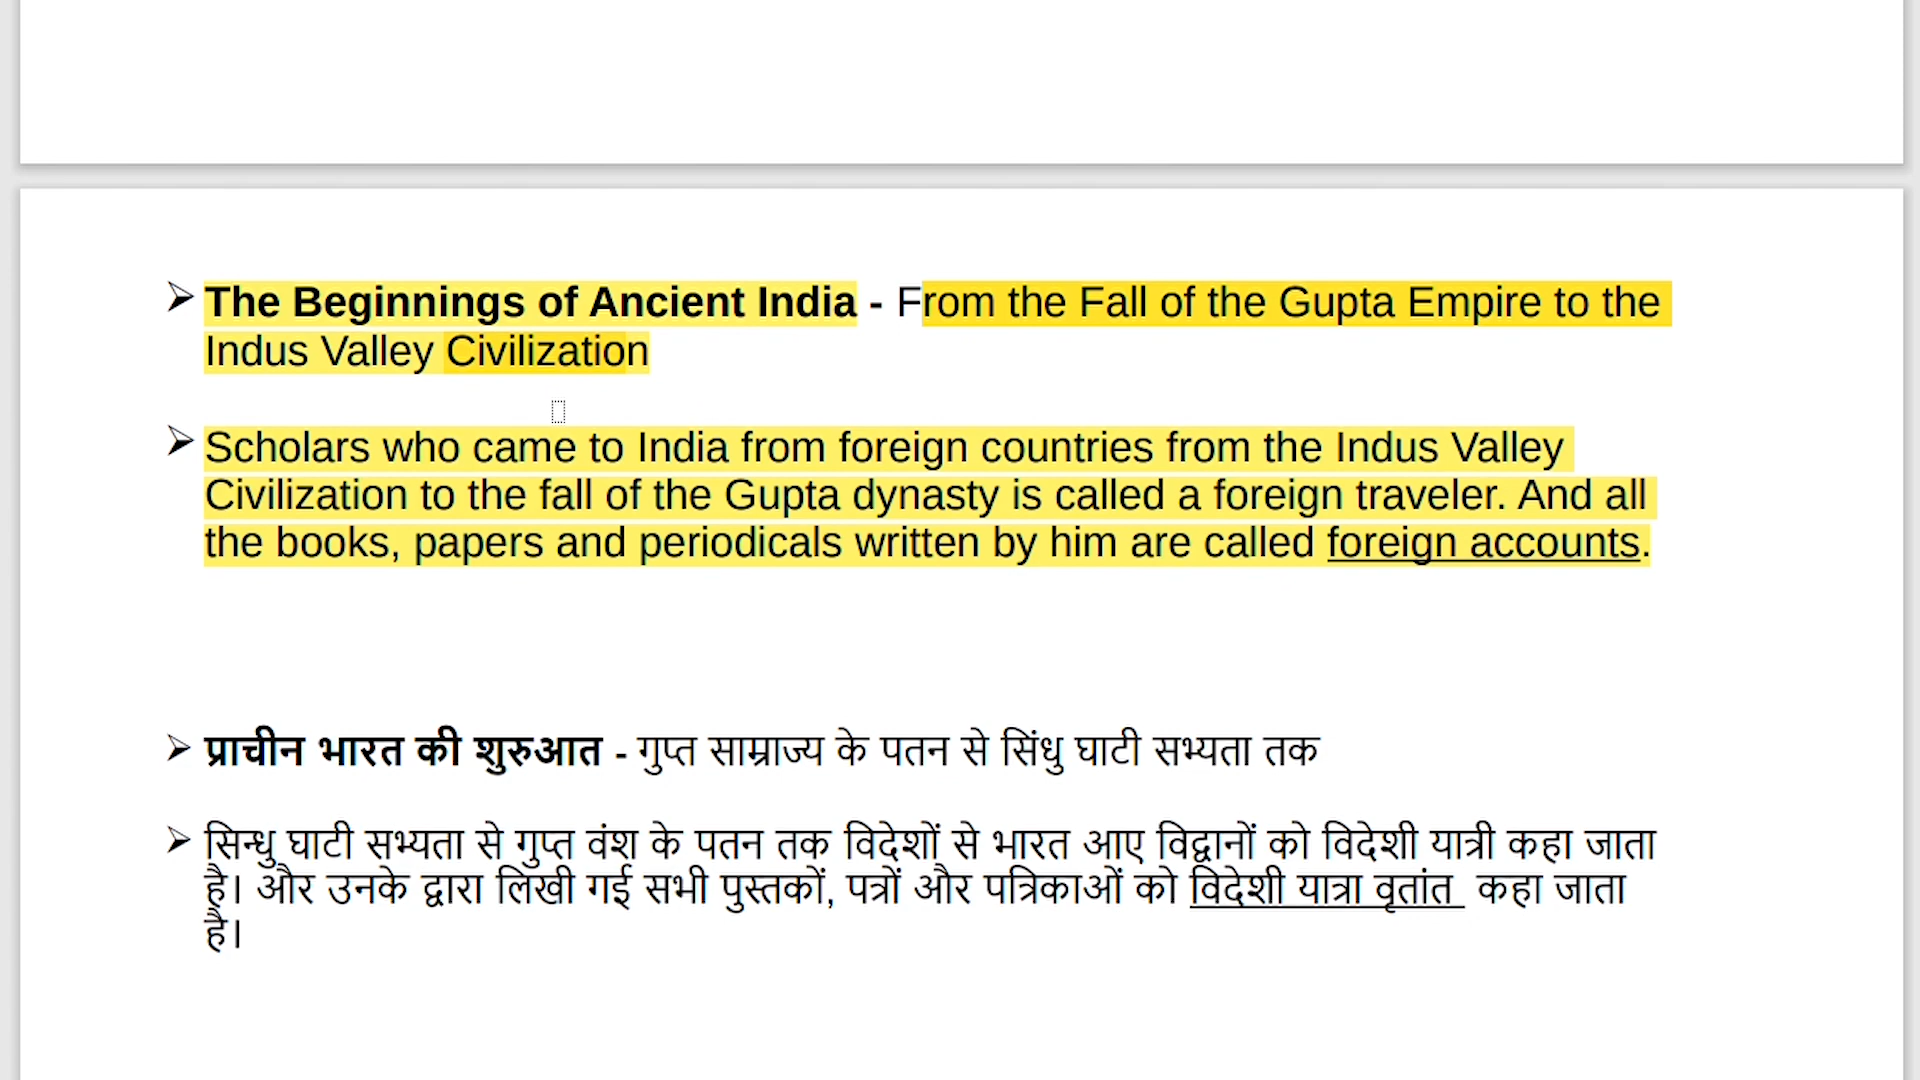 ➢ The Beginnings of Ancient India - From the Fall of the Gupta Empire to the
Indus Valley Civilization
➢ Scholars who came to India from foreign countries from the Indus Valley
Civilization to the fall of the Gupta dynasty is called a foreign traveler. And all
the books, papers and periodicals written by him are called foreign accounts.
➢ प्राचीन भारत की शुरुआत - गुप्त साम्राज्य के पतन से सिंधु घाटी सभ्यता तक
➢ सिन्धु घाटी सभ्यता से गुप्त वंश के पतन तक विदेशों से भारत आए विद्वानों को विदेशी यात्री कहा जाता
है। और उनके द्वारा लिखी गई सभी पुस्तकों, पत्रों और पत्रिकाओं को विदेशी यात्रा वृतांत कहा जाता
है।